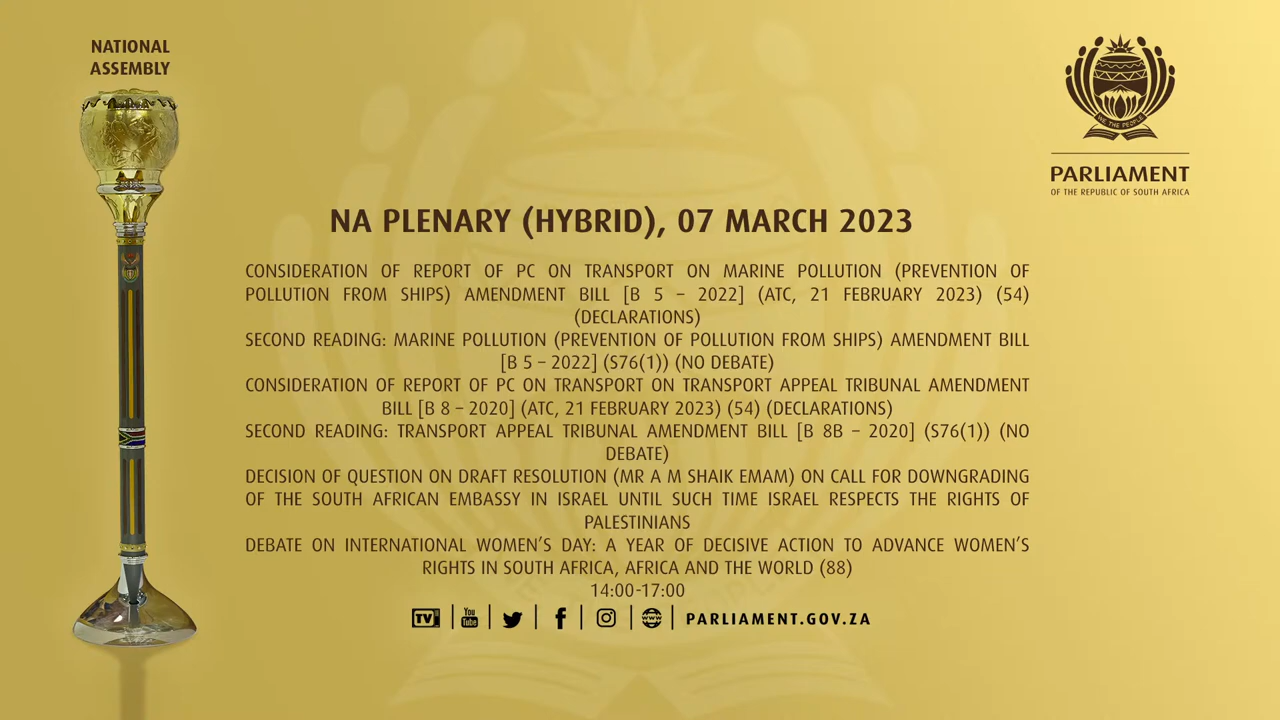 NATIONAL
ASSEMBLY
WE THE PEOPLE
PARLIAMENT
OF THE REPUBLIC OF SOUTH AFRICA
NA PLENARY (HYBRID), 07 MARCH 2023
CONSIDERATION OF REPORT OF PC ON TRANSPORT ON MARINE POLLUTION (PREVENTION OF
POLLUTION FROM SHIPS) AMENDMENT BILL [B 5 – 2022] (ATC, 21 FEBRUARY 2023) (54)
(DECLARATIONS)
SECOND READING: MARINE POLLUTION (PREVENTION OF POLLUTION FROM SHIPS) AMENDMENT BILL
[B 5 – 2022] (S76(1)) (NO DEBATE)
CONSIDERATION OF REPORT OF PC ON TRANSPORT ON TRANSPORT APPEAL TRIBUNAL AMENDMENT
BILL [B 8 – 2020] (ATC, 21 FEBRUARY 2023) (54) (DECLARATIONS)
SECOND READING: TRANSPORT APPEAL TRIBUNAL AMENDMENT BILL [B 8B – 2020] (S76(1)) (NO
DEBATE)
DECISION OF QUESTION ON DRAFT RESOLUTION (MR A M SHAIK EMAM) ON CALL FOR DOWNGRADING
OF THE SOUTH AFRICAN EMBASSY IN ISRAEL UNTIL SUCH TIME ISRAEL RESPECTS THE RIGHTS OF
PALESTINIANS
DEBATE ON INTERNATIONAL WOMEN'S DAY: A YEAR OF DECISIVE ACTION TO ADVANCE WOMEN'S
RIGHTS IN SOUTH AFRICA, AFRICA AND THE WORLD (88)
14:00-17:00
TV You Tube www PARLIAMENT.GOV.ZA